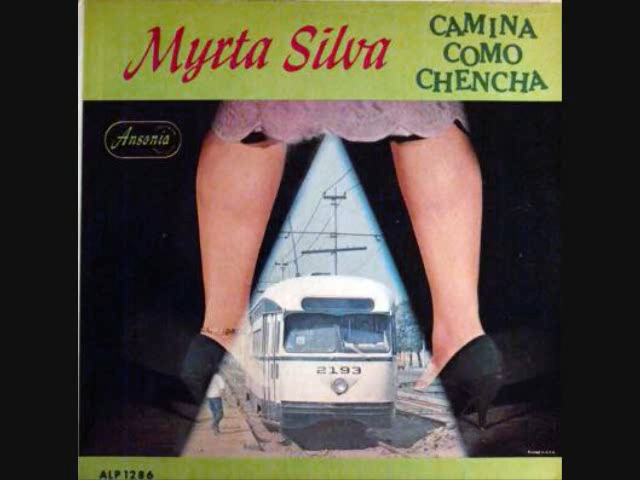 Myrta Silva
CAMINA
COMO
CHENCHA
Ansonia
2193
ALP 1286